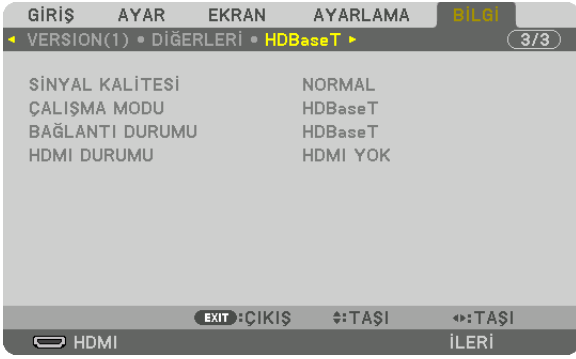 GİRİŞ AYAR EKRAN AYARLAMA BİLGİ
VERSION(1) • DİĞERLERİ • HDBaseT 3/3
SİNYAL KALİTESİ NORMAL
ÇALIŞMA MODU HDBaseT
BAĞLANTI DURUMU HDBaseT
HDMI DURUMU HDMI YOK
EXIT :ÇIKIŞ :TAŞI :TAŞI
HDMI İLERİ